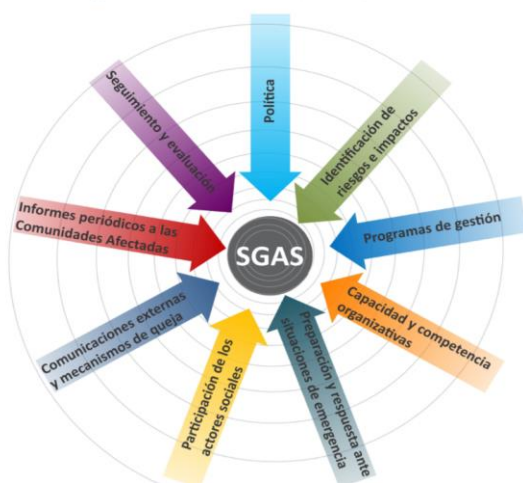 Política
Identificación de
riesgos e impactos
Programas de gestión
Capacidad y competencia
organizativas
Preparación y respuesta ante
situaciones de emergencia
Participación de los
actores sociales
Comunicaciones externas
y mecanismos de queja
Informes periódicos a las
Comunidades Afectadas
Seguimiento y evaluación
SGAS